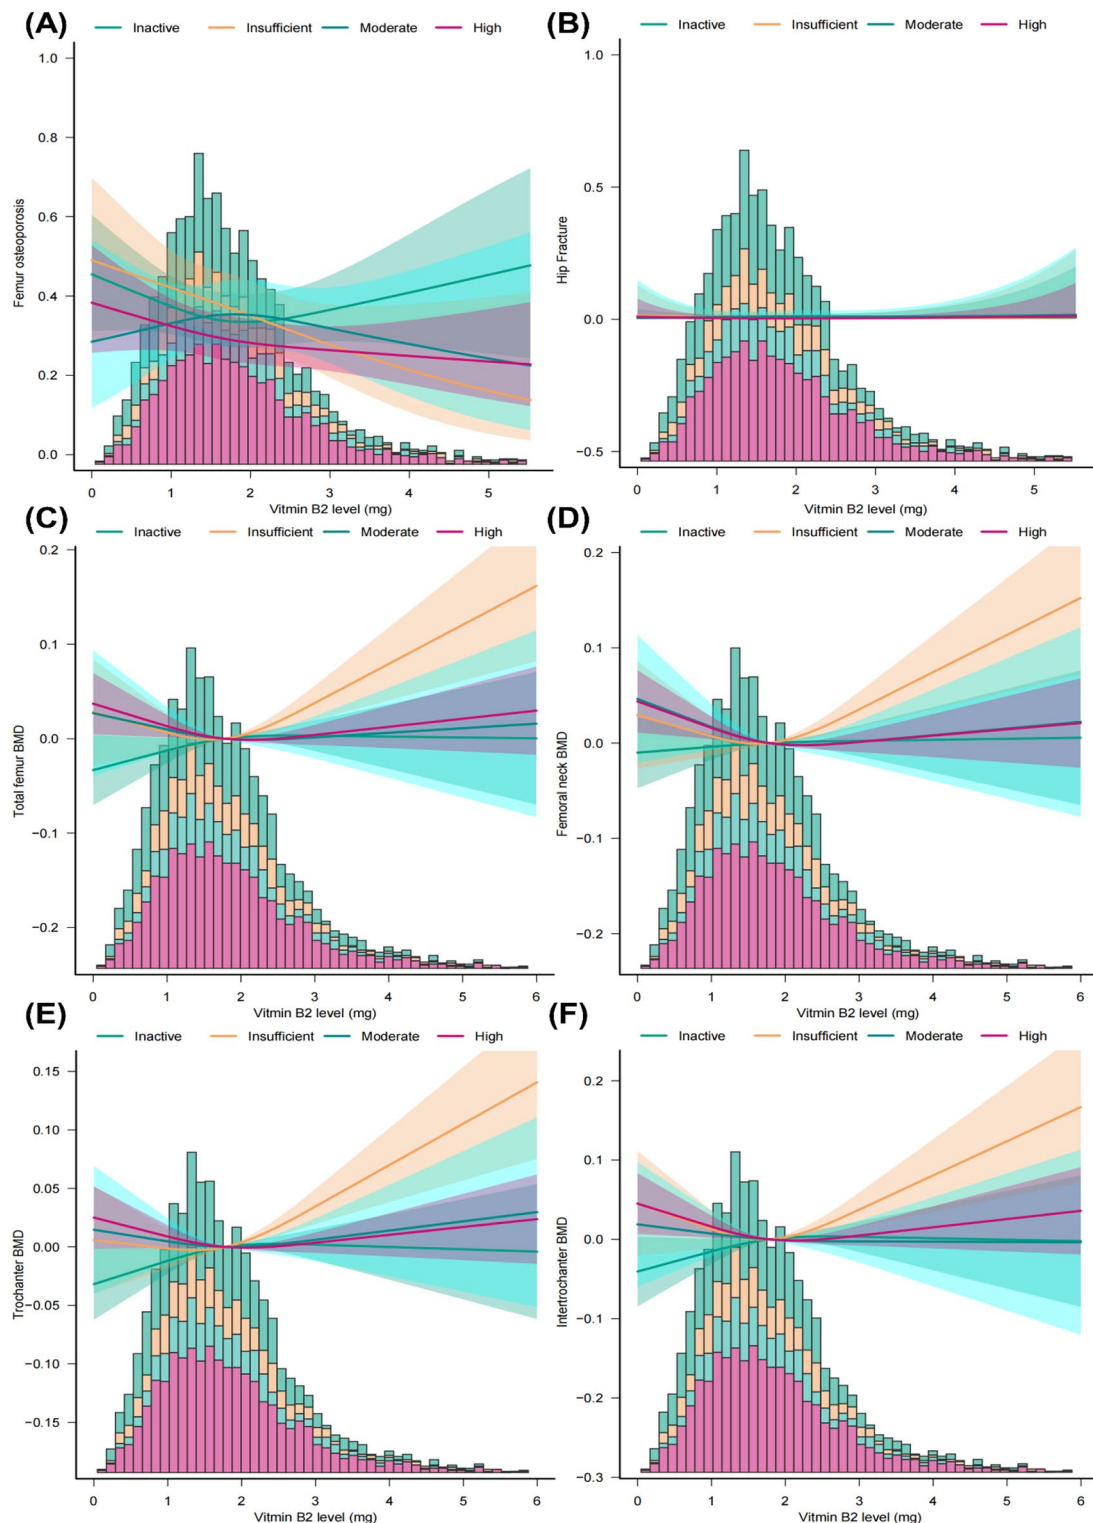 (A)
Inactive Insufficient Moderate High
Femur osteoporosis
1.0
0.8
0.6
0.4
0.2
0.0
0 1 2 3 4 5
Vitmin B2 level (mg)
(B)
Inactive Insufficient Moderate High
Hip Fracture
1.0
0.5
0.0
−0.5
0 1 2 3 4 5
Vitmin B2 level (mg)
(C)
Inactive Insufficient Moderate High
Total femur BMD
0.2
0.1
0.0
−0.1
−0.2
0 1 2 3 4 5 6
Vitmin B2 level (mg)
(D)
Inactive Insufficient Moderate High
Femoral neck BMD
0.2
0.1
0.0
−0.1
−0.2
0 1 2 3 4 5 6
Vitmin B2 level (mg)
(E)
Inactive Insufficient Moderate High
Trochanter BMD
0.15
0.10
0.05
0.00
−0.05
−0.10
−0.15
0 1 2 3 4 5 6
Vitmin B2 level (mg)
(F)
Inactive Insufficient Moderate High
Intertrochanter BMD
0.2
0.1
0.0
−0.1
−0.2
−0.3
0 1 2 3 4 5 6
Vitmin B2 level (mg)